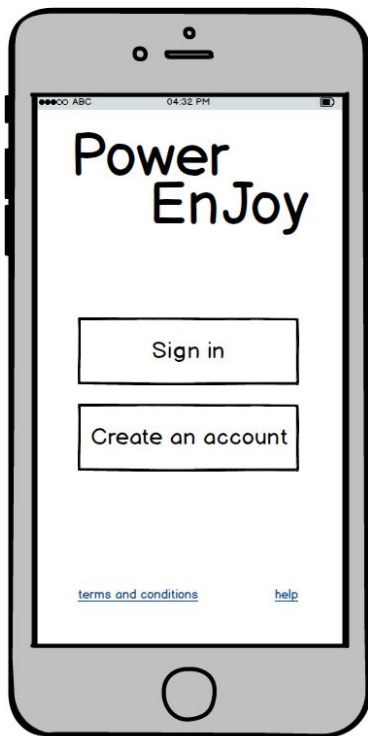 ABC 04:32 PM
Power
EnJoy
Sign in
Create an account
terms and conditions help